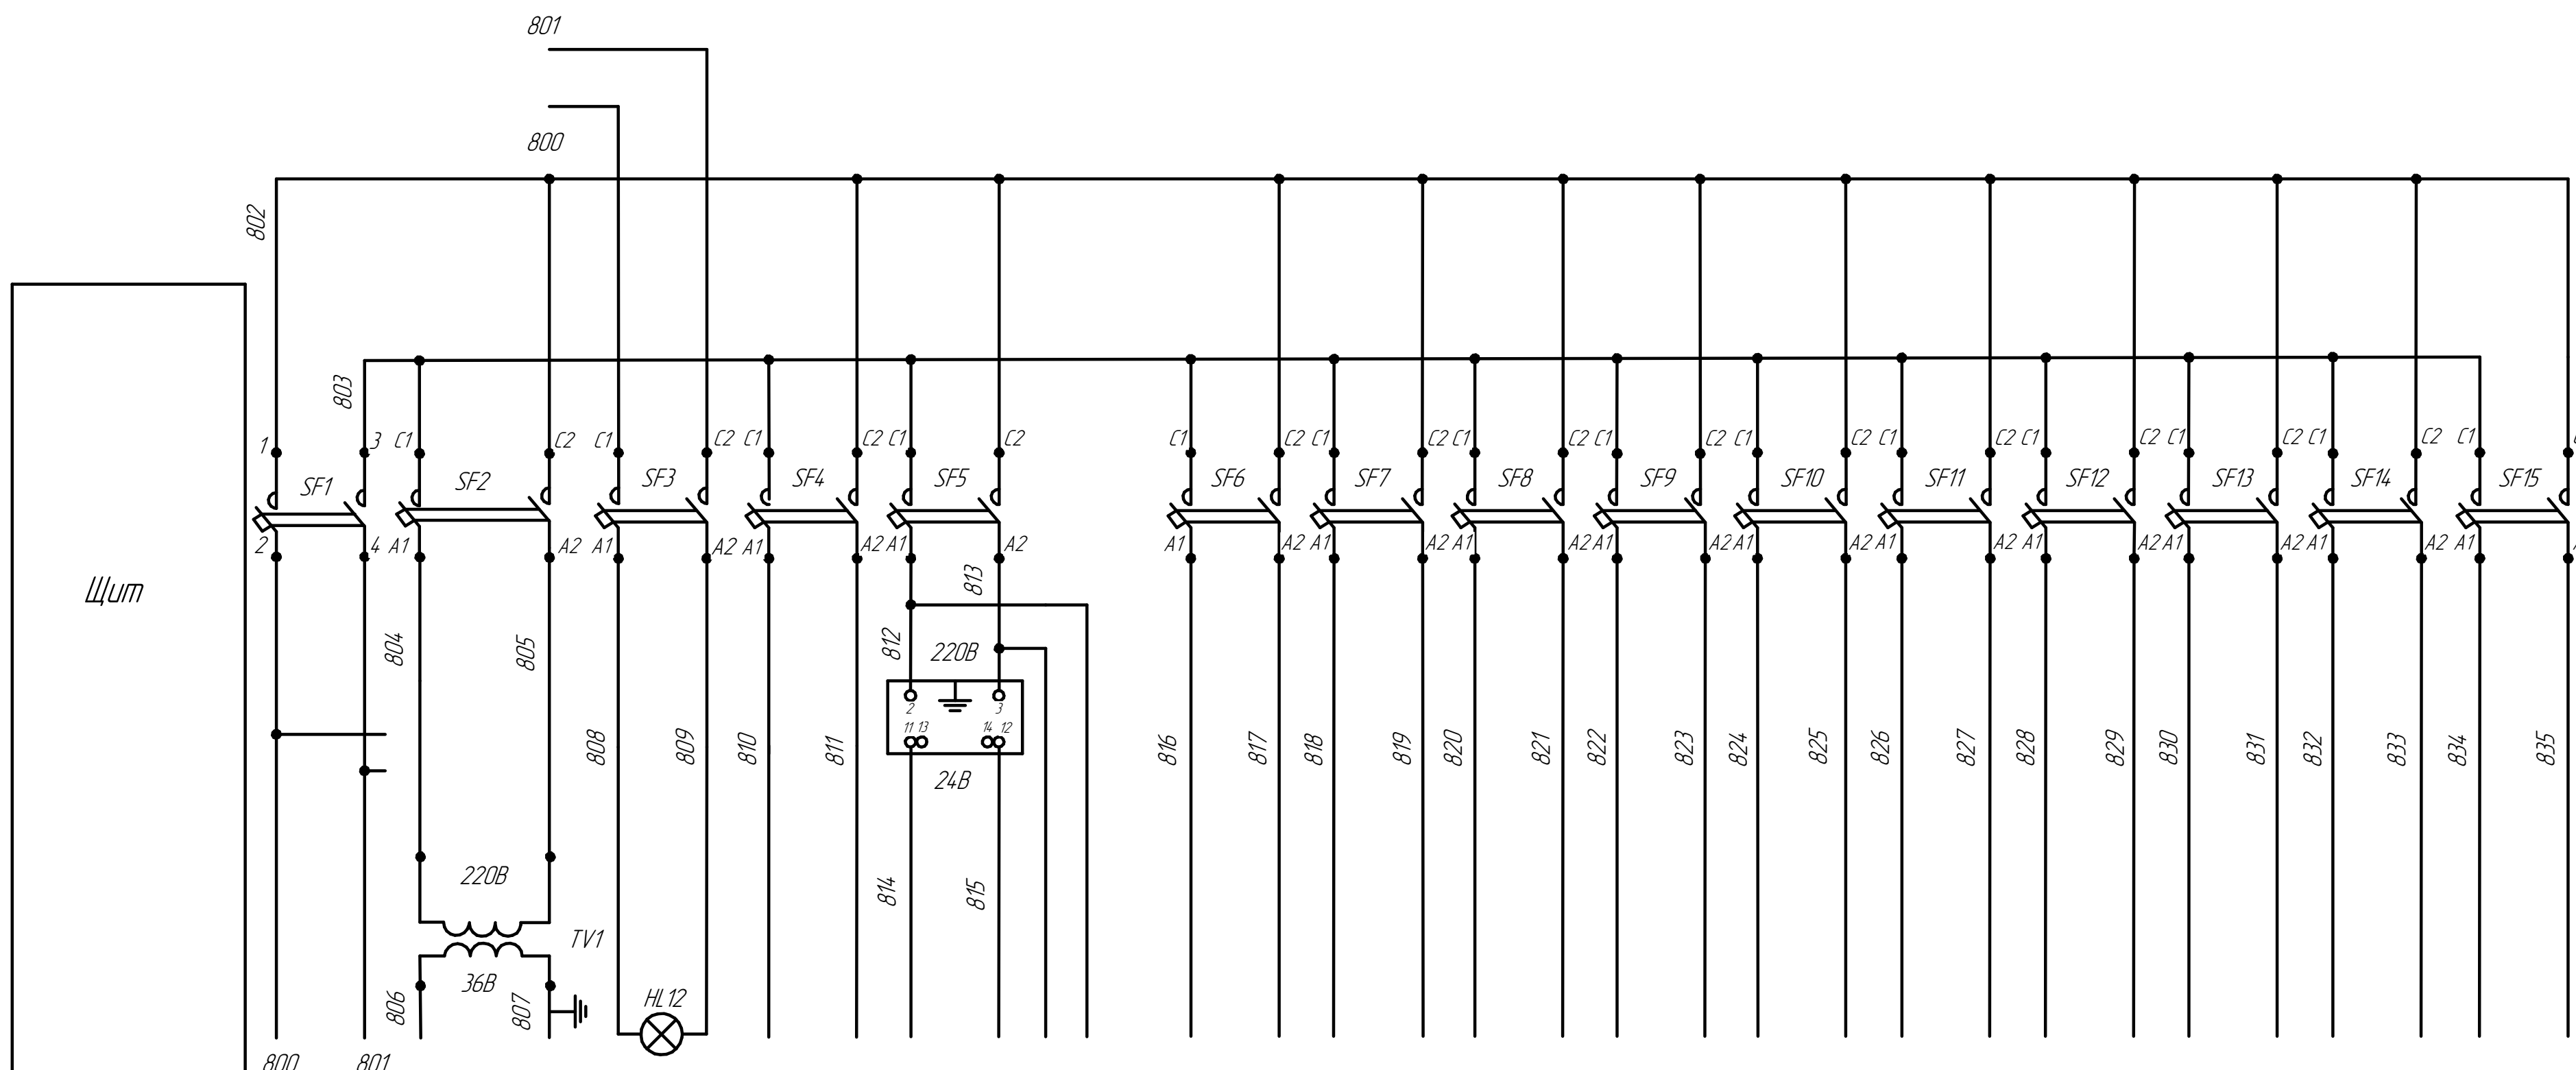 801
800
802
803
1
3 C1
C2 C1
C2 C1
C2 C1
C2
C1
C2 C1
C2 C1
C2 C1
C2 C1
C2 C1
C2 C1
C2 C1
C2 C1
C2 C1
SF1
SF2
SF3
SF4
SF5
SF6
SF7
SF8
SF9
SF10
SF11
SF12
SF13
SF14
SF15
2
4 A1
A2 A1
A2 A1
A2 A1
A2
A1
A2 A1
A2 A1
A2 A1
A2 A1
A2 A1
A2 A1
A2 A1
A2 A1
A2 A1
Щит
804
805
812
813
220В
2
3
11 13
14 12
24В
808
809
810
811
816
817
818
819
820
821
822
823
824
825
826
827
828
829
830
831
832
833
834
835
220В
814
815
TV1
36В
806
807
HL12
800
801